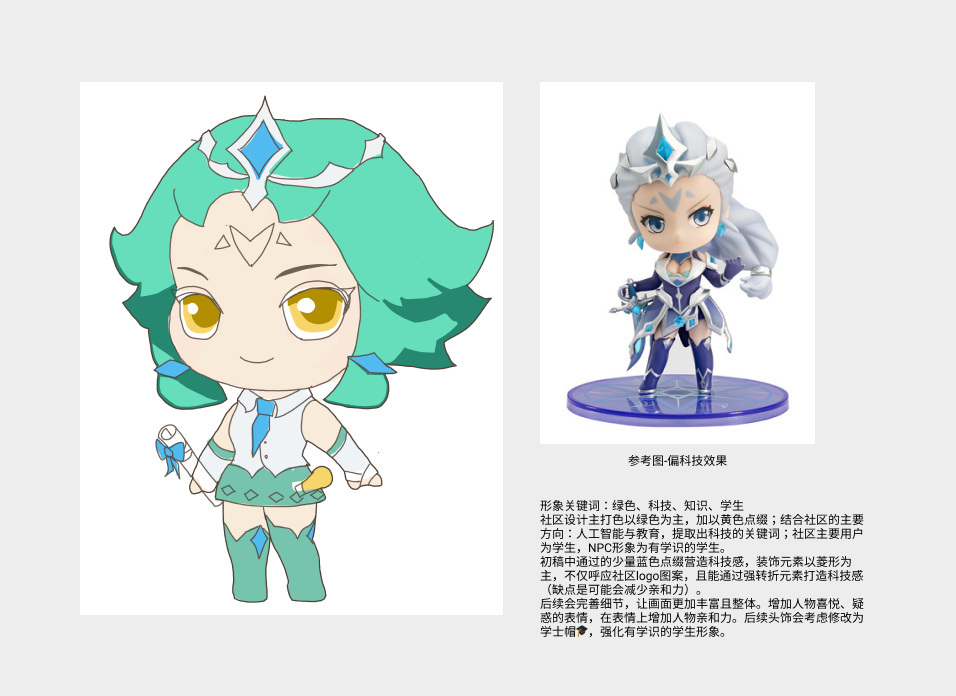 参考图-偏科技效果
形象关键词：绿色、科技、知识、学生
社区设计主打色以绿色为主，加以黄色点缀；结合社区的主要
方向：人工智能与教育，提取出科技的关键词；社区主要用户
为学生，NPC形象为有学识的学生。
初稿中通过的少量蓝色点缀营造科技感，装饰元素以菱形为
主，不仅呼应社区logo图案，且能通过强转折元素打造科技感
（缺点是可能会减少亲和力）。
后续会完善细节，让画面更加丰富且整体。增加人物喜悦、疑
惑的表情，在表情上增加人物亲和力。后续头饰会考虑修改为
学士帽🎓，强化有学识的学生形象。